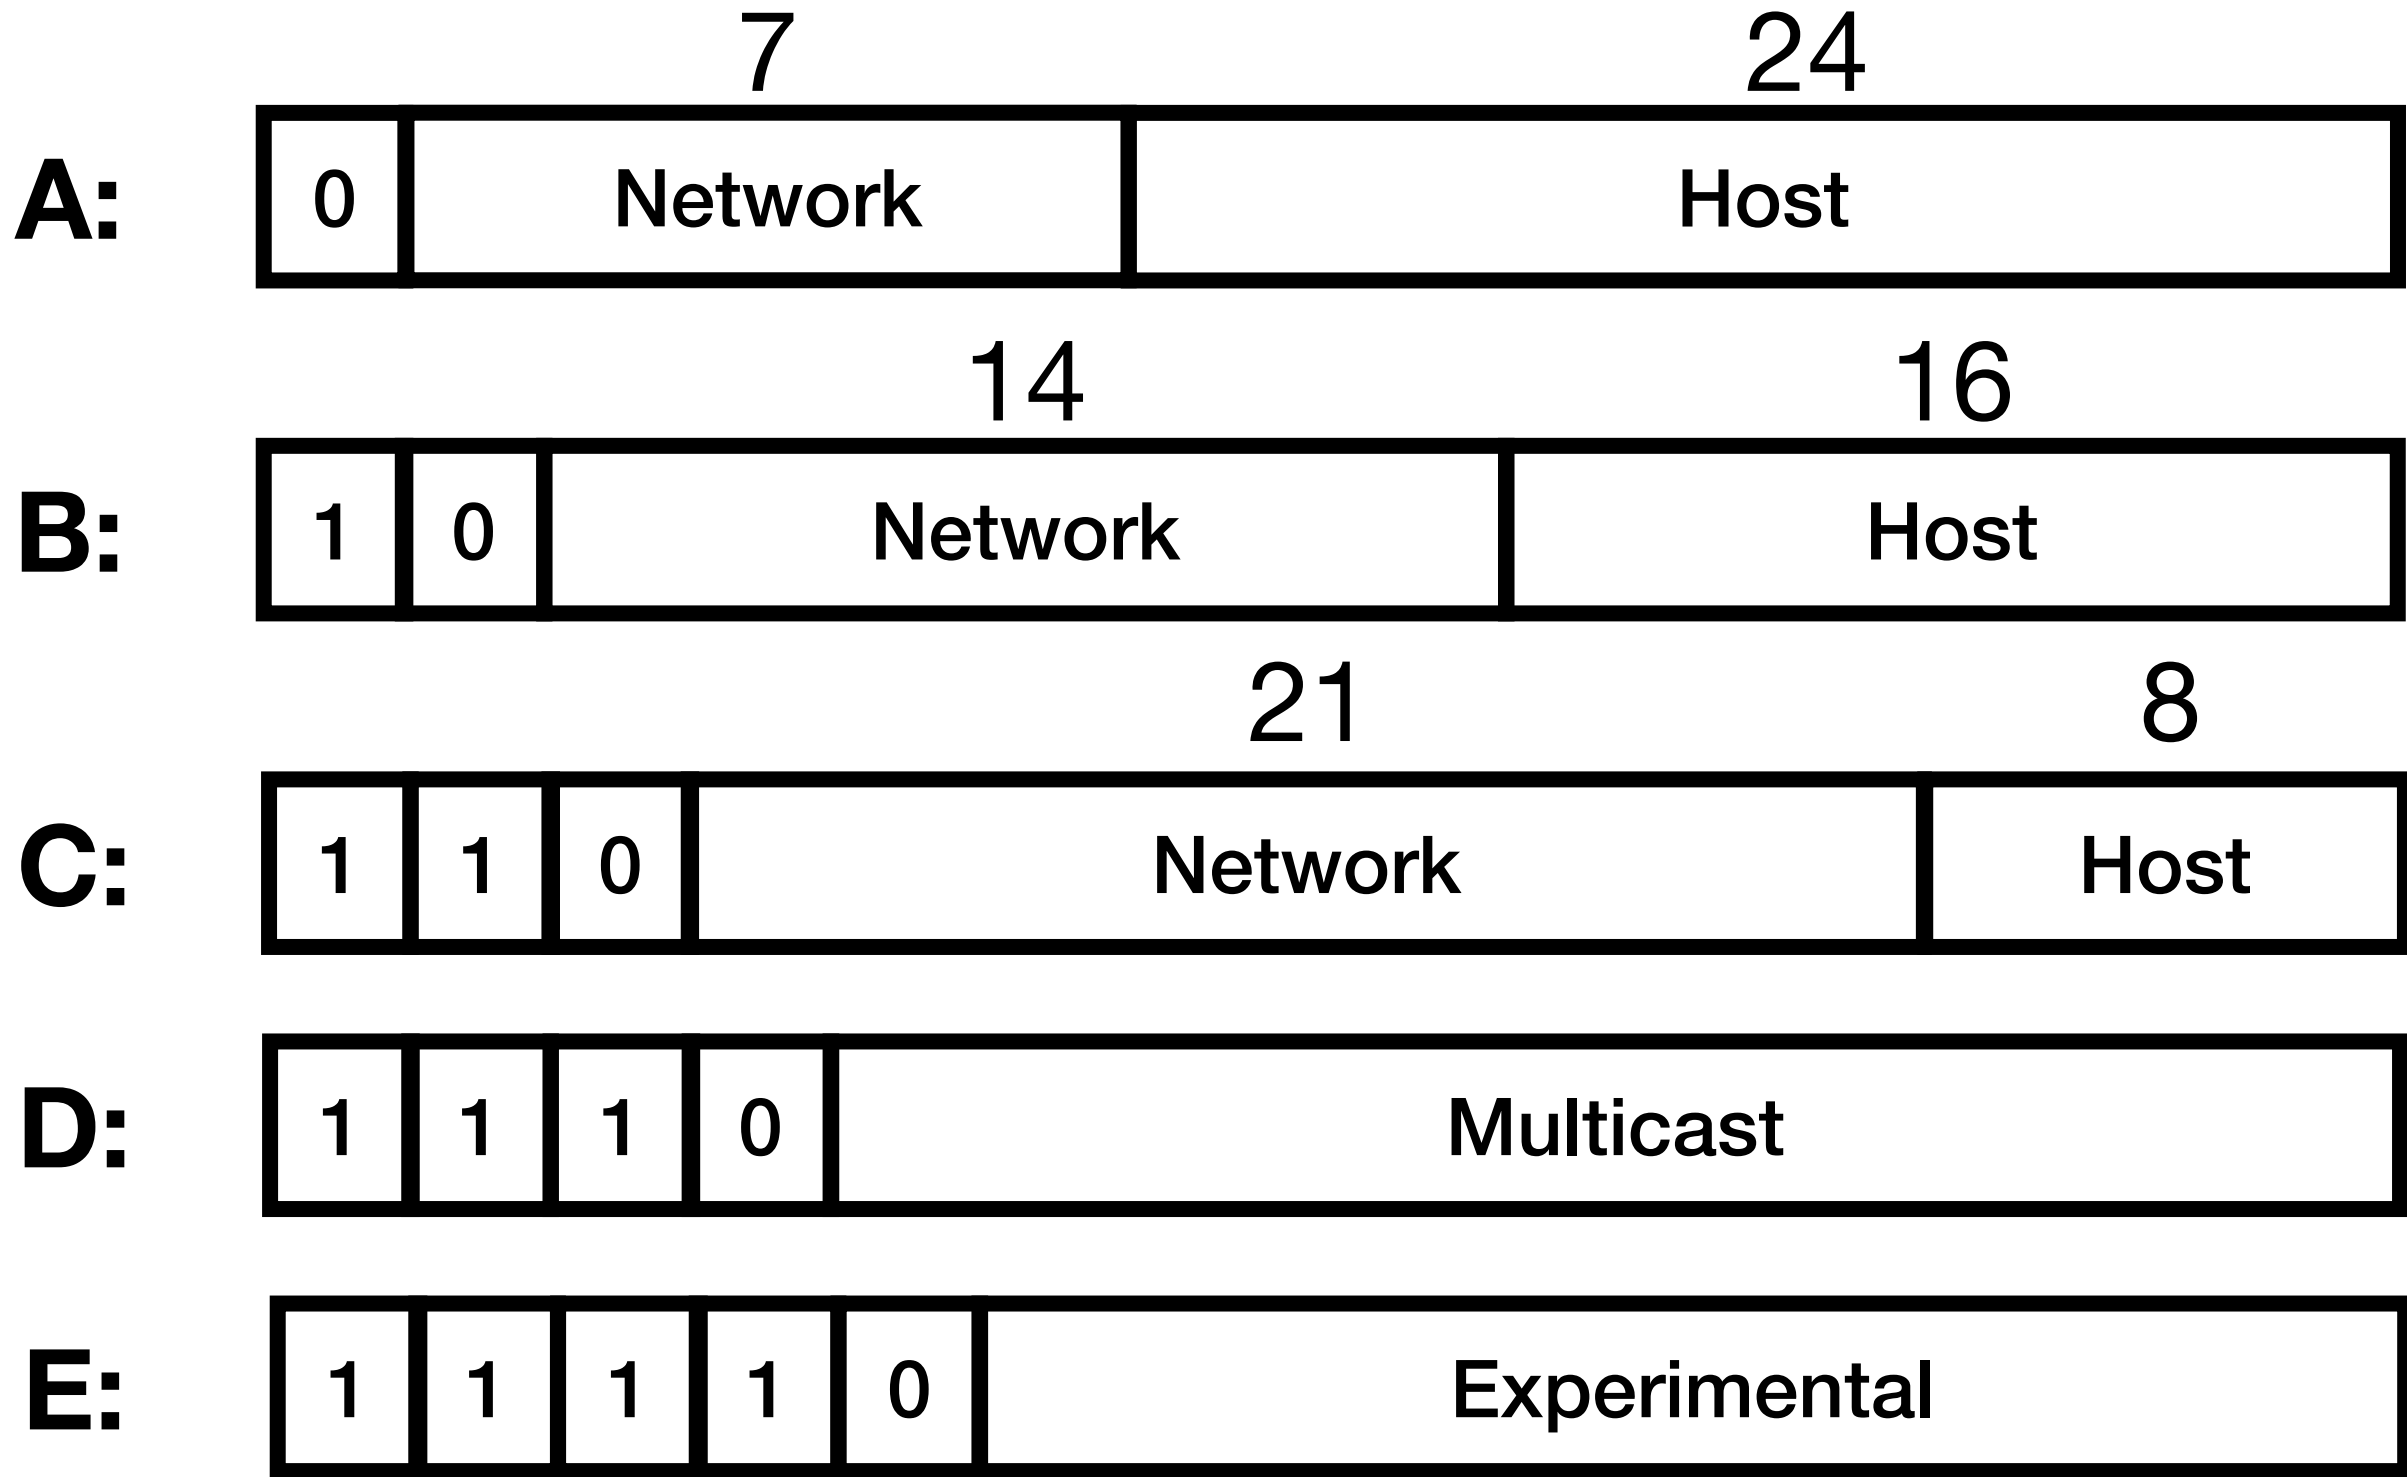 7 24
A: 0 Network Host
14 16
B: 1 0 Network Host
21 8
C: 1 1 0 Network Host
D: 1 1 1 0 Multicast
E: 1 1 1 1 0 Experimental